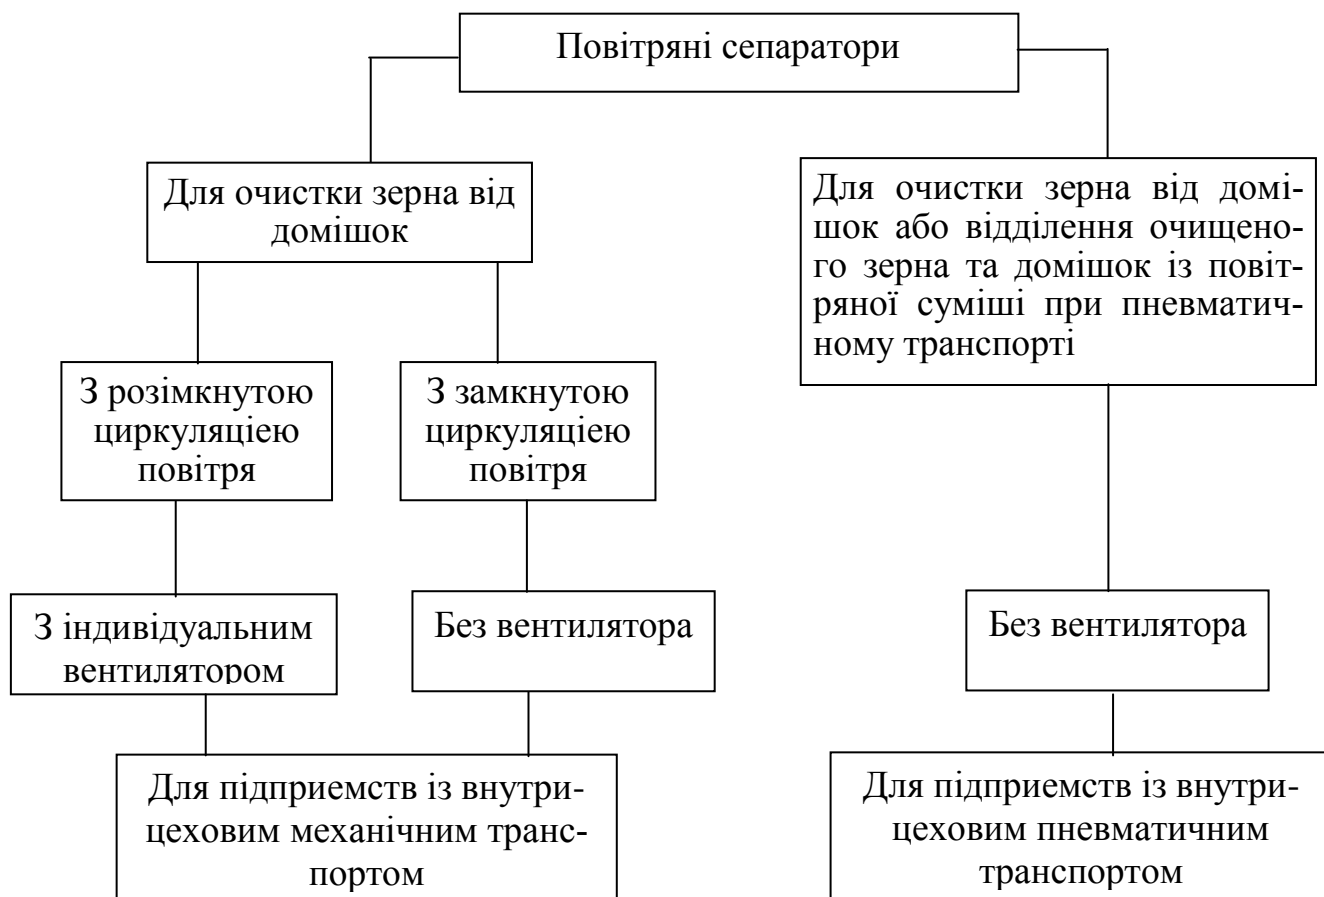 Повітряні сепаратори
Для очистки зерна від
домішок
Для очистки зерна від домі-
шок або відділення очищено-
го зерна та домішок із повіт-
ряної суміші при пневматич-
ному транспорті
З розімкнутою
циркуляцією
повітря
З замкнутою
циркуляцією
повітря
З індивідуальним
вентилятором
Без вентилятора
Без вентилятора
Для підприємств із внутри-
цеховим механічним транс-
портом
Для підприємств із внутри-
цеховим пневматичним
транспортом